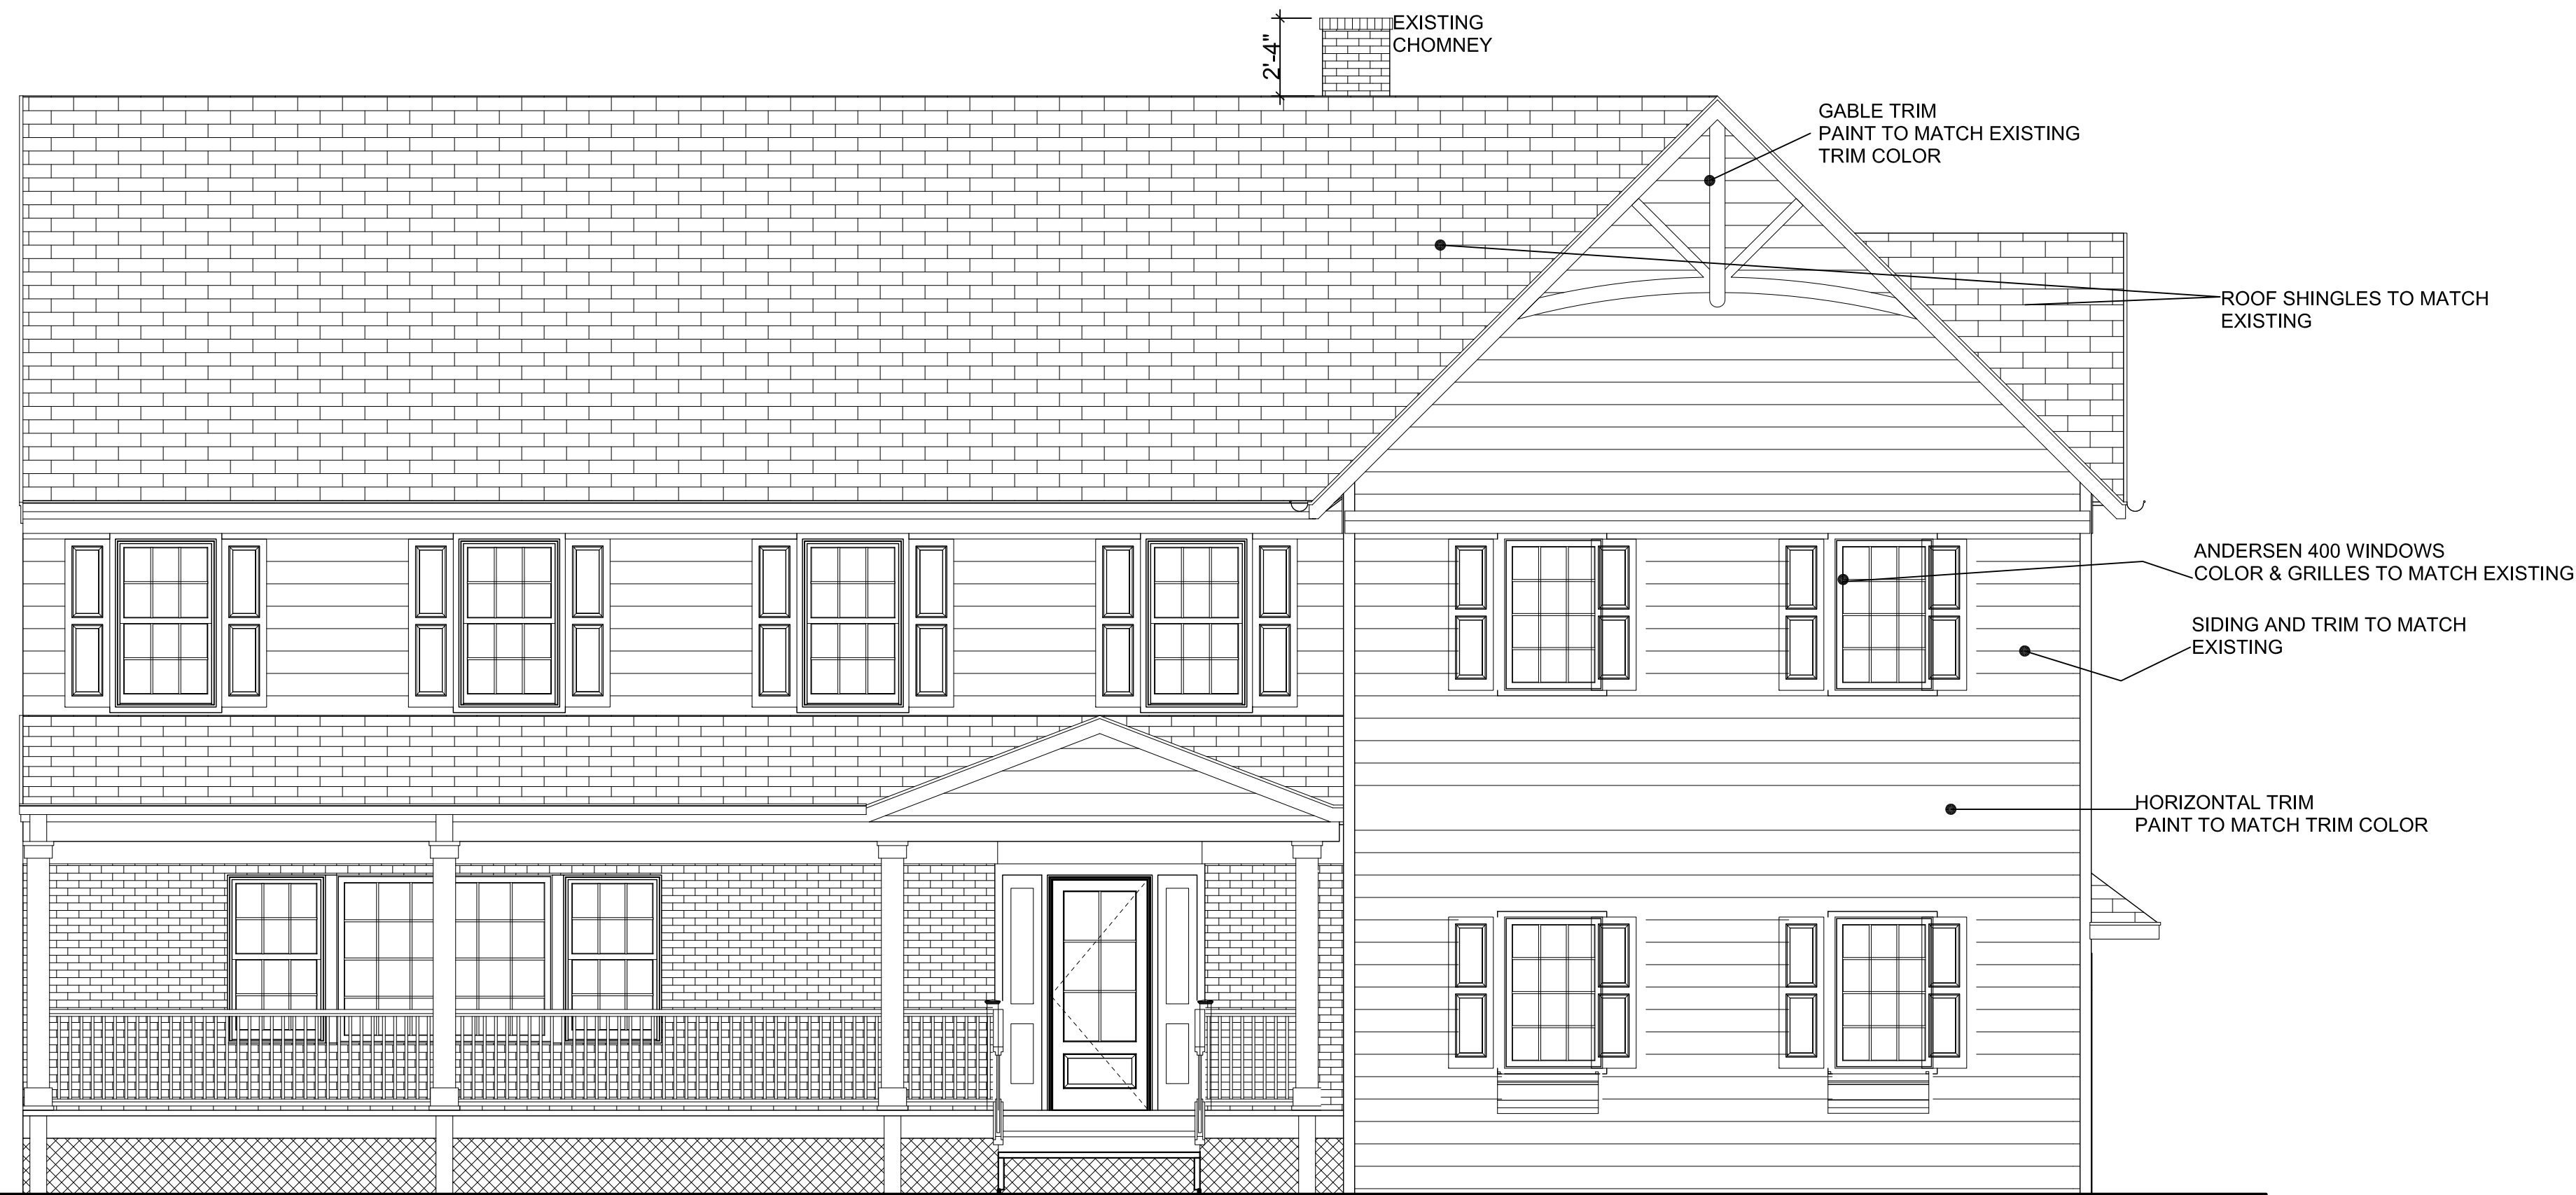 2'-4"
EXISTING
CHOMNEY
GABLE TRIM
PAINT TO MATCH EXISTING
TRIM COLOR
ROOF SHINGLES TO MATCH
EXISTING
ANDERSEN 400 WINDOWS
COLOR & GRILLES TO MATCH EXISTING
SIDING AND TRIM TO MATCH
EXISTING
HORIZONTAL TRIM
PAINT TO MATCH TRIM COLOR